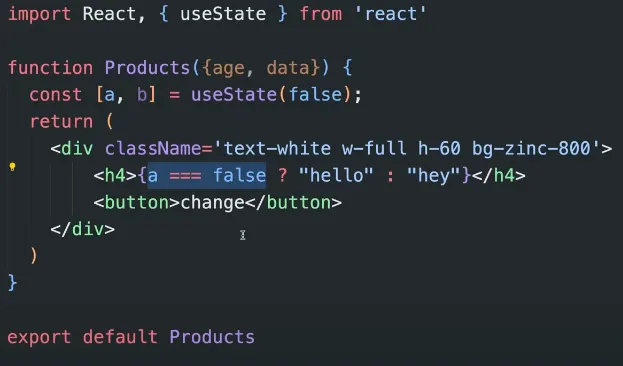 import React, { useState } from 'react'
function Products({age, data}) {
const [a, b] = useState(false);
return (
<div className='text-white w-full h-60 bg-zinc-800'>
<h4>{a === false ? "hello" : "hey"}</h4>
<button>change</button>
</div>
)
}
export default Products